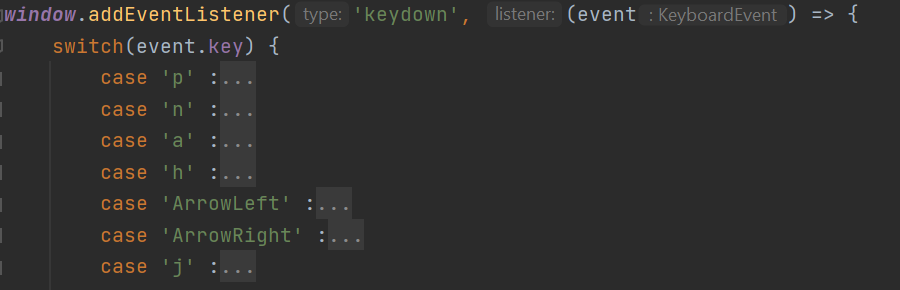 window.addEventListener( type: 'keydown', listener: (event : KeyboardEvent ) => {
switch(event.key) {
case 'p' :...
case 'n' :...
case 'a' :...
case 'h' :...
case 'ArrowLeft' :...
case 'ArrowRight' :...
case 'j' :...